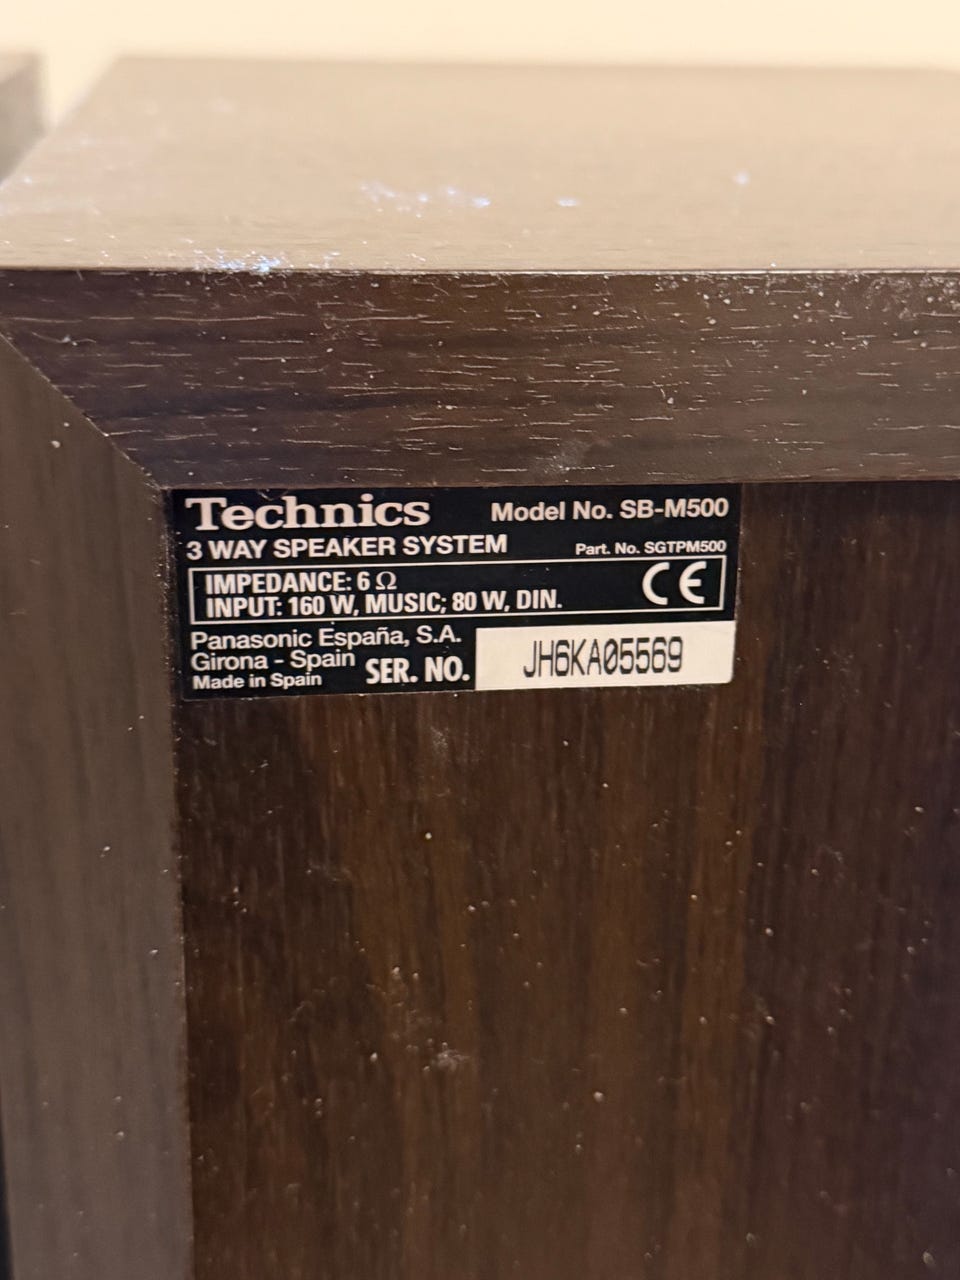 Technics
Model No. SB-M500
3 WAY SPEAKER SYSTEM
Part. No. SGTPM500
IMPEDANCE: 6 Ω
INPUT: 160 W, MUSIC; 80 W, DIN.
CE
Panasonic España, S.A.
Girona - Spain
Made in Spain
SER. NO.
JH6KA05569